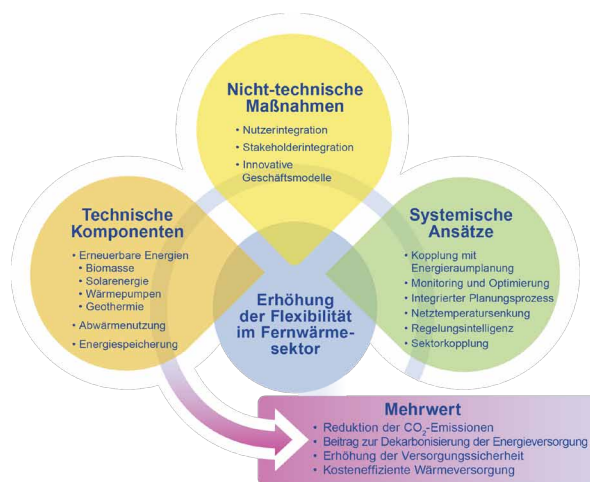 Nicht-technische
Maßnahmen
• Nutzerintegration
• Stakeholderintegration
• Innovative
Geschäftsmodelle
Technische
Komponenten
• Erneuerbare Energien
• Biomasse
• Solarenergie
• Wärmepumpen
• Geothermie
• Abwärmenutzung
• Energiespeicherung
Systemische
Ansätze
• Kopplung mit
Energieraumplanung
• Monitoring und Optimierung
• Integrierter Planungsprozess
• Netztemperatursenkung
• Regelungsintelligenz
• Sektorkopplung
Erhöhung
der Flexibilität
im Fernwärme-
sektor
Mehrwert
• Reduktion der CO₂-Emissionen
• Beitrag zur Dekarbonisierung der Energieversorgung
• Erhöhung der Versorgungssicherheit
• Kosteneffiziente Wärmeversorgung